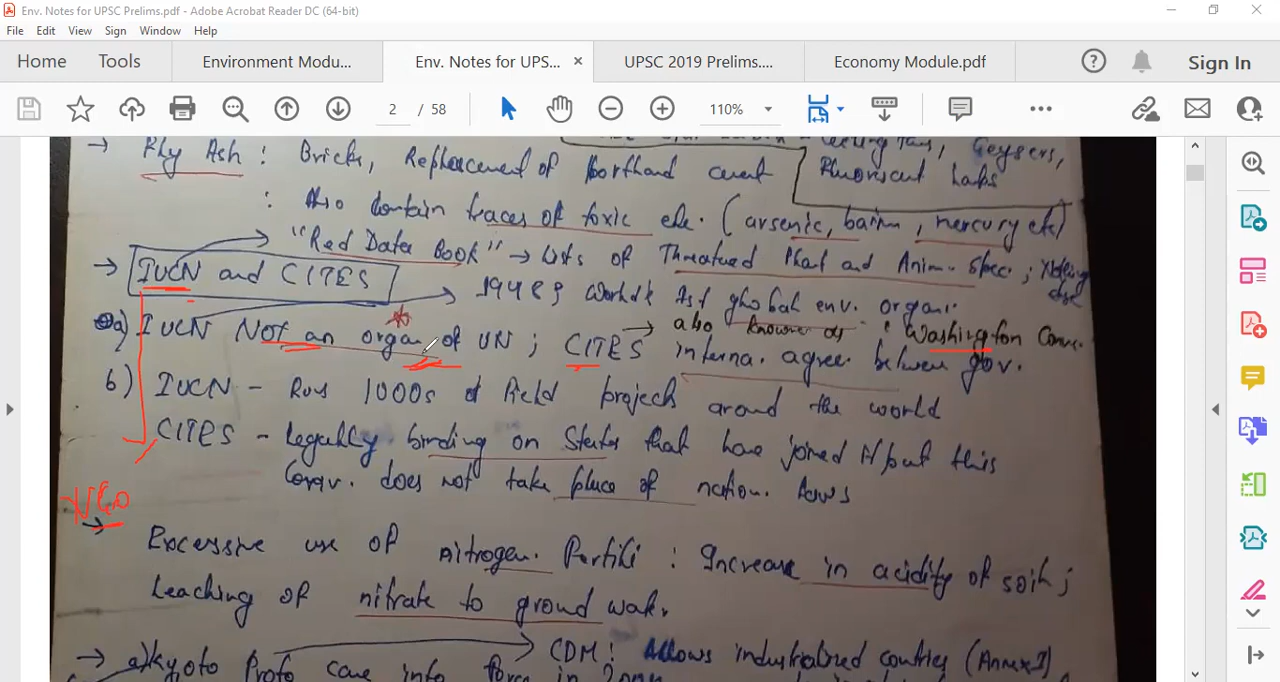 Env. Notes for UPSC Prelims.pdf - Adobe Acrobat Reader DC (64-bit)
File Edit View Sign Window Help
Home Tools Environment Modu... Env. Notes for UPS... × UPSC 2019 Prelims.... Economy Module.pdf Sign In
2 / 58 110%
→ Fly Ash : Bricks, Replacement of Porthand cement
Geysers,
Fluoriscent
: Also contain traces of toxic ele. (arsenic, barium, mercury etc)
"Red Data Book" → Lists of Threatened Plant and Anim. Spec ; Nothing else
→ IUCN and CITES
1948 ; World's 1st global env. organi.
a) IUCN NOT an organ of UN ; CITES
also known as "Washington Conv.
interna. agree between gov.
b) IUCN - Runs 1000s of field projects around the world
CITES - legally binding on States that have joined it but this
Conv. does not take place of nation. laws
NGO
→
Excessive use of nitrogen. Fertili : Increase in acidity of soil ;
Leaching of nitrate to ground wat.
→ a) Kyoto Proto came into force in
CDM : Allows industrialized countries (Annex I)